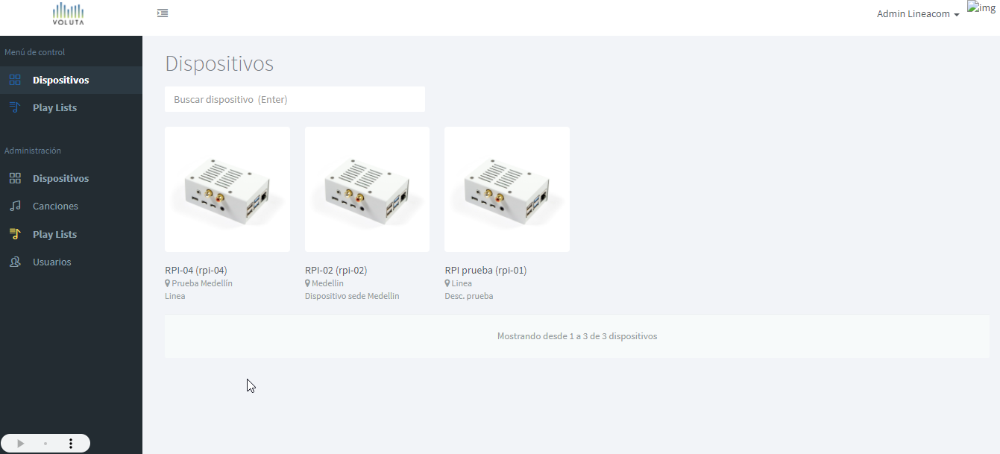 VOLUTA
Admin Lineacom
img
Menú de control
Dispositivos
Play Lists
Administración
Dispositivos
Canciones
Play Lists
Usuarios
Dispositivos
Buscar dispositivo (Enter)
RPI-04 (rpi-04)
Prueba Medellín
Linea
RPI-02 (rpi-02)
Medellin
Dispositivo sede Medellin
RPI prueba (rpi-01)
Linea
Desc. prueba
Mostrando desde 1 a 3 de 3 dispositivos